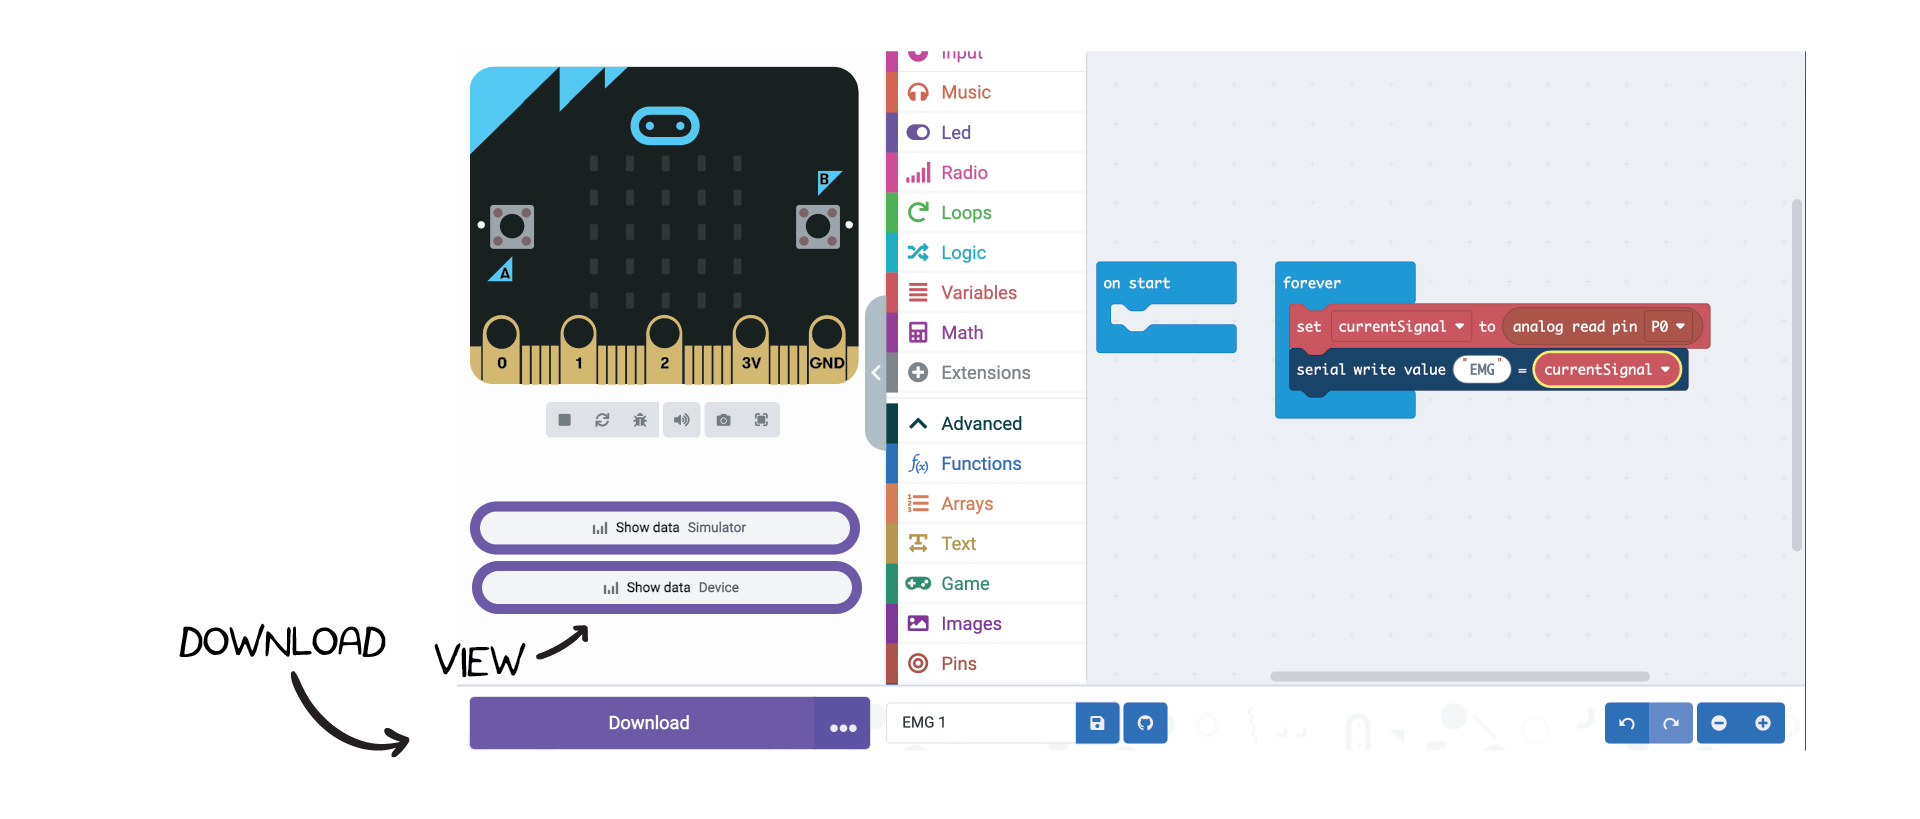 B
A
0 1 2 3V GND
Show data Simulator
Show data Device
DOWNLOAD
VIEW
Download
Input
Music
Led
Radio
Loops
Logic
Variables
Math
Extensions
Advanced
f(x) Functions
Arrays
Text
Game
Images
Pins
on start
forever
set currentSignal to analog read pin P0
serial write value "EMG" = currentSignal
EMG 1